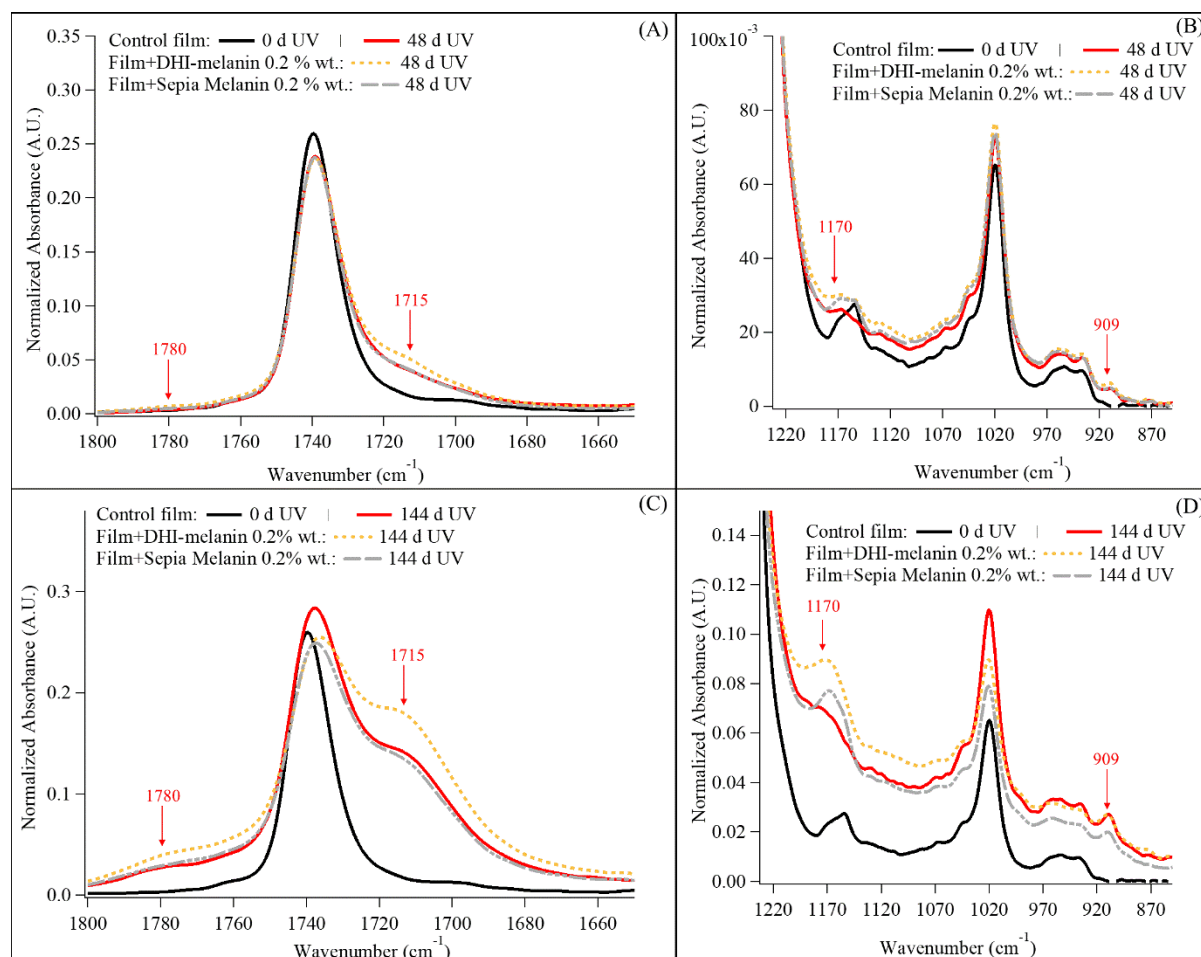 (A)
Control film: 0 d UV | 48 d UV
Film+DHI-melanin 0.2 % wt.: 48 d UV
Film+Sepia Melanin 0.2 % wt.: 48 d UV
0.35
0.30
0.25
0.20
0.15
0.10
0.05
0.00
Normalized Absorbance (A.U.)
1780
1715
1800 1780 1760 1740 1720 1700 1680 1660
Wavenumber (cm-1)
(B)
100x10-3
Control film: 0 d UV | 48 d UV
Film+DHI-melanin 0.2% wt.: 48 d UV
Film+Sepia Melanin 0.2% wt.: 48 d UV
80
60
40
20
0
Normalized Absorbance (A.U.)
1170
909
1220 1170 1120 1070 1020 970 920 870
Wavenumber (cm-1)
(C)
Control film: 0 d UV | 144 d UV
Film+DHI-melanin 0.2% wt.: 144 d UV
Film+Sepia Melanin 0.2% wt.: 144 d UV
0.3
0.2
0.1
0.0
Normalized Absorbance (A.U.)
1780
1715
1800 1780 1760 1740 1720 1700 1680 1660
Wavenumber (cm-1)
(D)
Control film: 0 d UV | 144 d UV
Film+DHI-melanin 0.2% wt.: 144 d UV
Film+Sepia Melanin 0.2% wt.: 144 d UV
0.14
0.12
0.10
0.08
0.06
0.04
0.02
0.00
Normalized Absorbance (A.U.)
1170
909
1220 1170 1120 1070 1020 970 920 870
Wavenumber (cm-1)